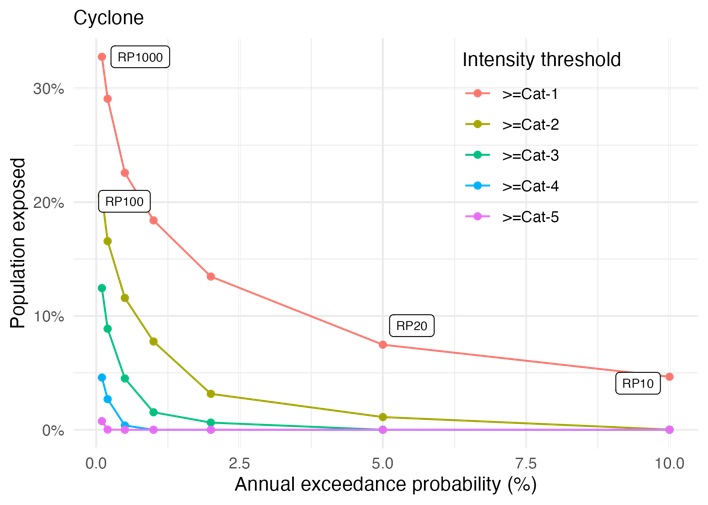 Cyclone
Population exposed
30%
20%
10%
0%
RP1000
RP100
RP20
RP10
Intensity threshold
>=Cat-1
>=Cat-2
>=Cat-3
>=Cat-4
>=Cat-5
0.0 2.5 5.0 7.5 10.0
Annual exceedance probability (%)